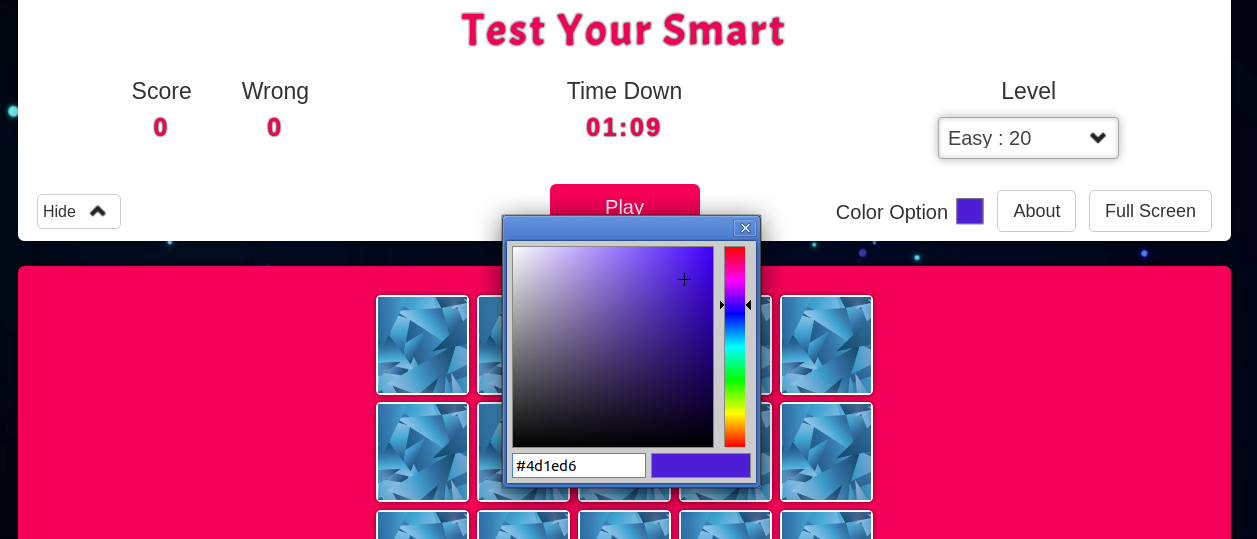 Test Your Smart
Score
Wrong
Time Down
Level
0
0
01:09
Easy : 20
Hide
Play
Color Option
About
Full Screen
#4d1ed6